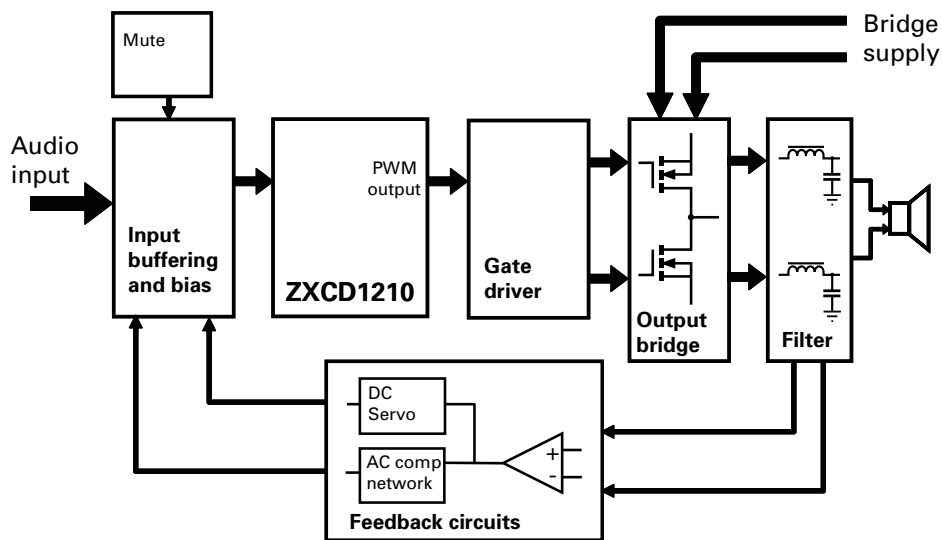 Mute
Bridge
supply
Audio
input
PWM
output
Input
buffering
and bias
ZXCD1210
Gate
driver
Output
bridge
Filter
DC
Servo
AC comp
network
+
-
Feedback circuits